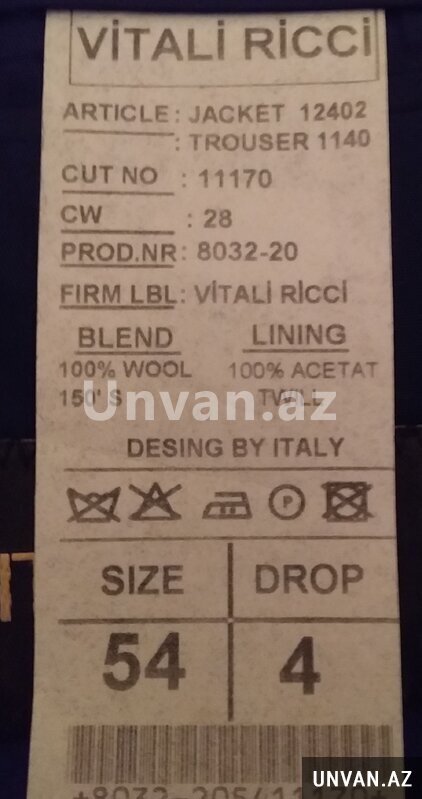 VİTALİ RİCCİ
ARTICLE: JACKET 12402
: TROUSER 1140
CUT NO : 11170
CW : 28
PROD.NR: 8032-20
FIRM LBL: VİTALİ RİCCİ
BLEND LINING
100% WOOL 100% ACETAT
150' S TWILL
Unvan.az
DESING BY ITALY
P
SIZE DROP
54 4
UNVAN.AZ